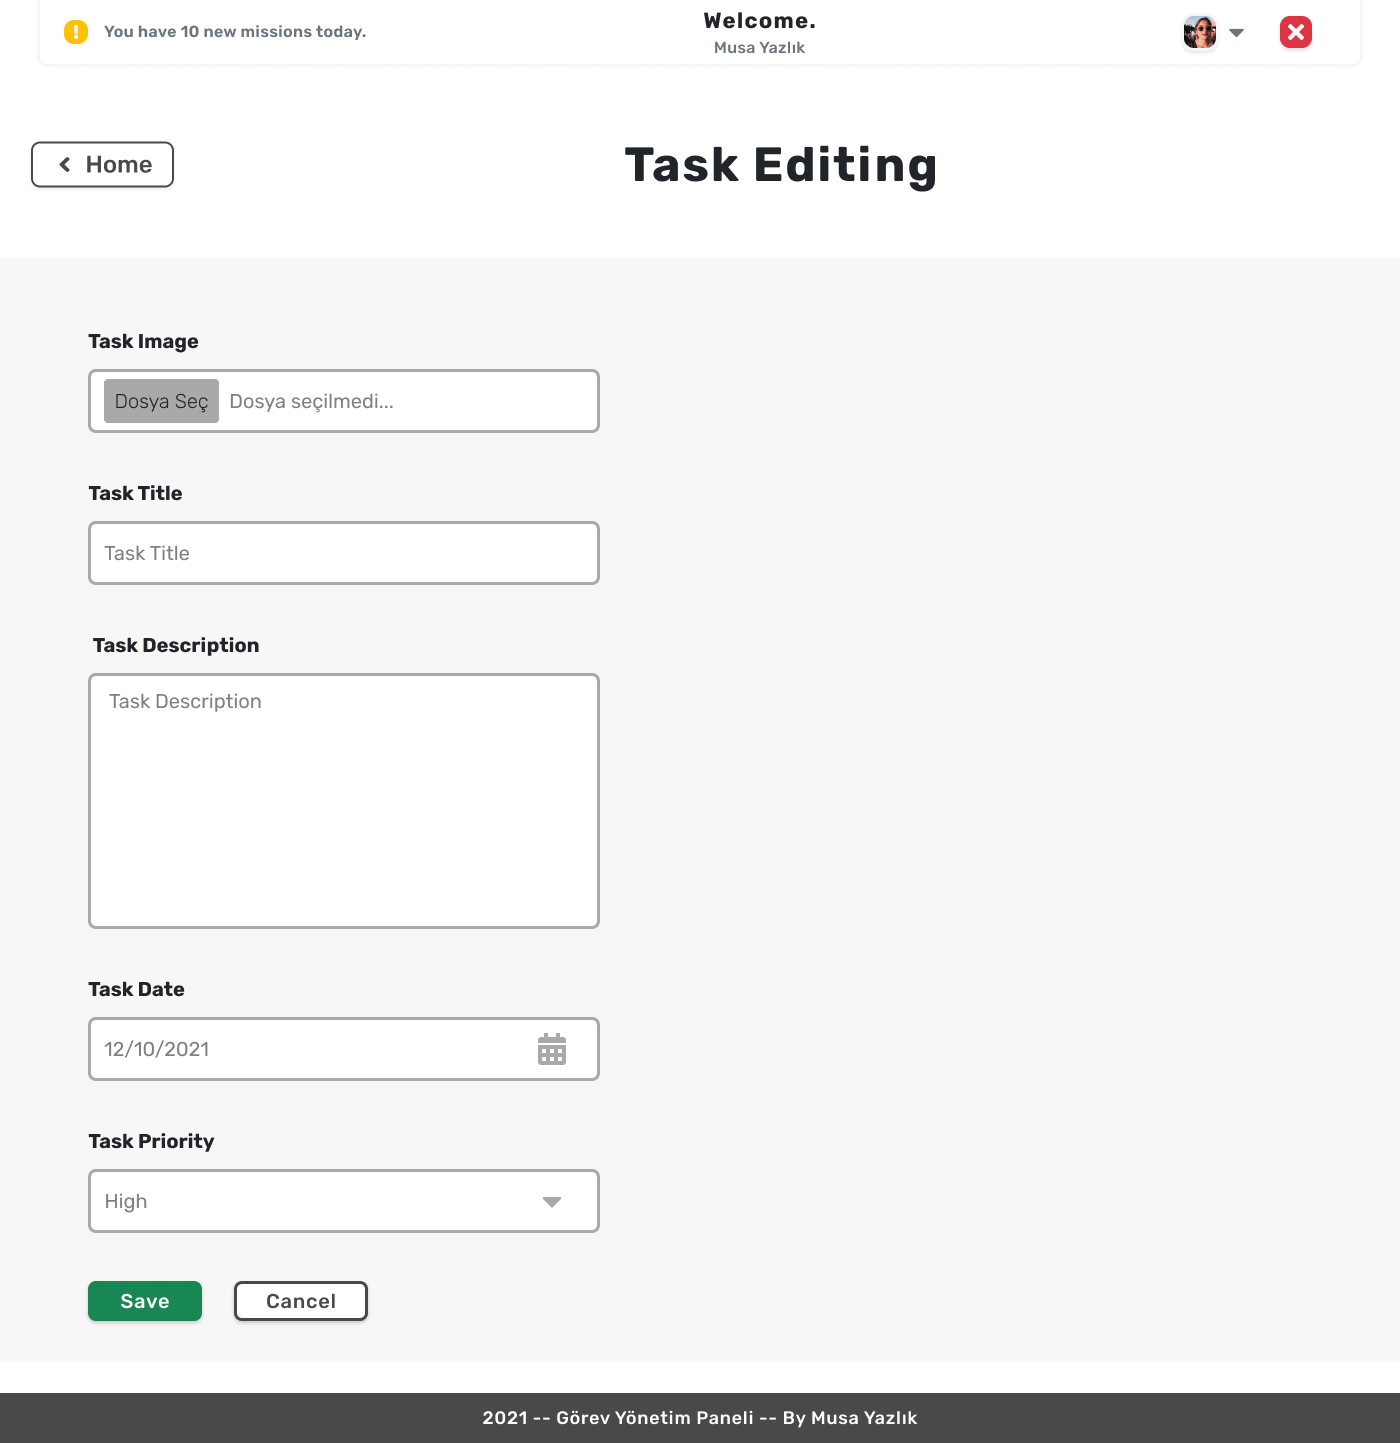 You have 10 new missions today.
Welcome.
Musa Yazlık
Home
Task Editing
Task Image
Dosya Seç Dosya seçilmedi...
Task Title
Task Title
Task Description
Task Description
Task Date
12/10/2021
Task Priority
High
Save
Cancel
2021 -- Görev Yönetim Paneli -- By Musa Yazlık